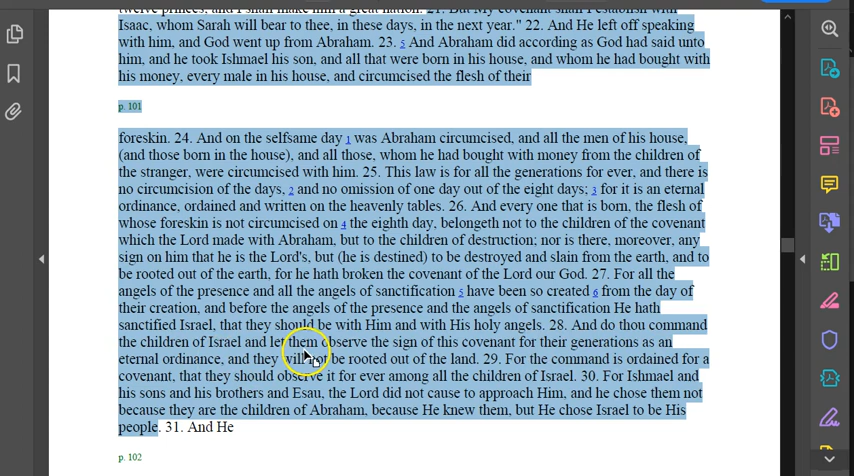 twelve princes, and I shall make him a great nation. 21. But My covenant shall I establish with
Isaac, whom Sarah will bear to thee, in these days, in the next year." 22. And He left off speaking
with him, and God went up from Abraham. 23. 5 And Abraham did according as God had said unto
him, and he took Ishmael his son, and all that were born in his house, and whom he had bought with
his money, every male in his house, and circumcised the flesh of their
p. 101
foreskin. 24. And on the selfsame day 1 was Abraham circumcised, and all the men of his house,
(and those born in the house), and all those, whom he had bought with money from the children of
the stranger, were circumcised with him. 25. This law is for all the generations for ever, and there is
no circumcision of the days, 2 and no omission of one day out of the eight days; 3 for it is an eternal
ordinance, ordained and written on the heavenly tables. 26. And every one that is born, the flesh of
whose foreskin is not circumcised on 4 the eighth day, belongeth not to the children of the covenant
which the Lord made with Abraham, but to the children of destruction; nor is there, moreover, any
sign on him that he is the Lord's, but (he is destined) to be destroyed and slain from the earth, and to
be rooted out of the earth, for he hath broken the covenant of the Lord our God. 27. For all the
angels of the presence and all the angels of sanctification 5 have been so created 6 from the day of
their creation, and before the angels of the presence and the angels of sanctification He hath
sanctified Israel, that they should be with Him and with His holy angels. 28. And do thou command
the children of Israel and let them observe the sign of this covenant for their generations as an
eternal ordinance, and they will not be rooted out of the land. 29. For the command is ordained for a
covenant, that they should observe it for ever among all the children of Israel. 30. For Ishmael and
his sons and his brothers and Esau, the Lord did not cause to approach Him, and he chose them not
because they are the children of Abraham, because He knew them, but He chose Israel to be His
people. 31. And He
p. 102